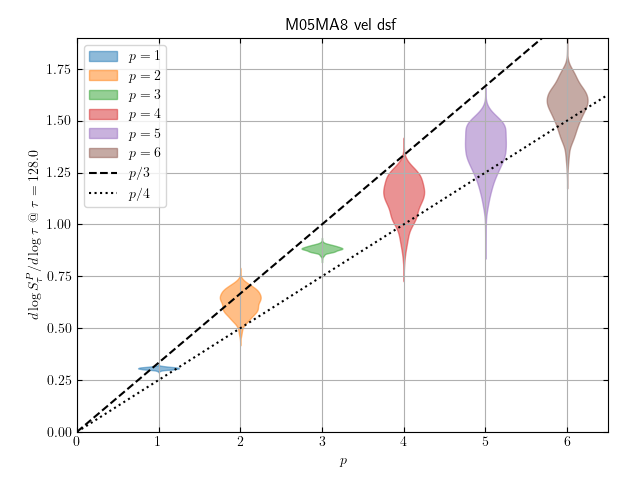 M05MA8 vel dsf
p = 1
p = 2
p = 3
p = 4
p = 5
p = 6
p/3
p/4
d log S_τ^p/d log τ @ τ = 128.0
1.75
1.50
1.25
1.00
0.75
0.50
0.25
0.00
0 1 2 3 4 5 6
p